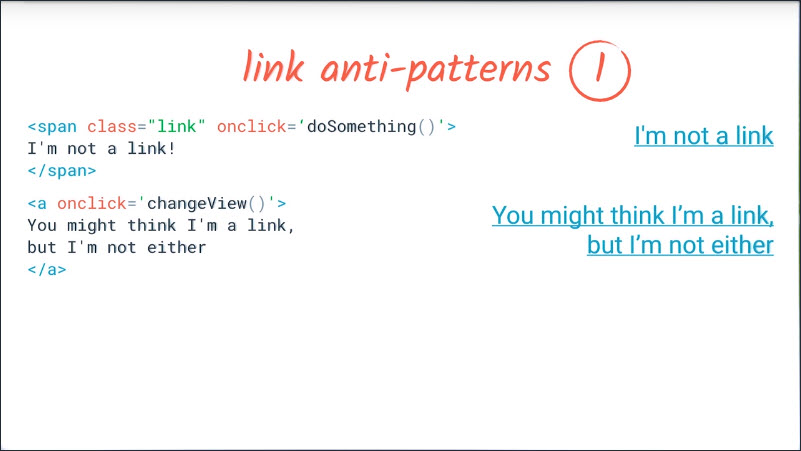 link anti-patterns 1
<span class="link" onclick=‘doSomething()'>
I'm not a link!
</span>
I'm not a link
<a onclick='changeView()'>
You might think I'm a link,
but I'm not either
</a>
You might think I’m a link,
but I’m not either